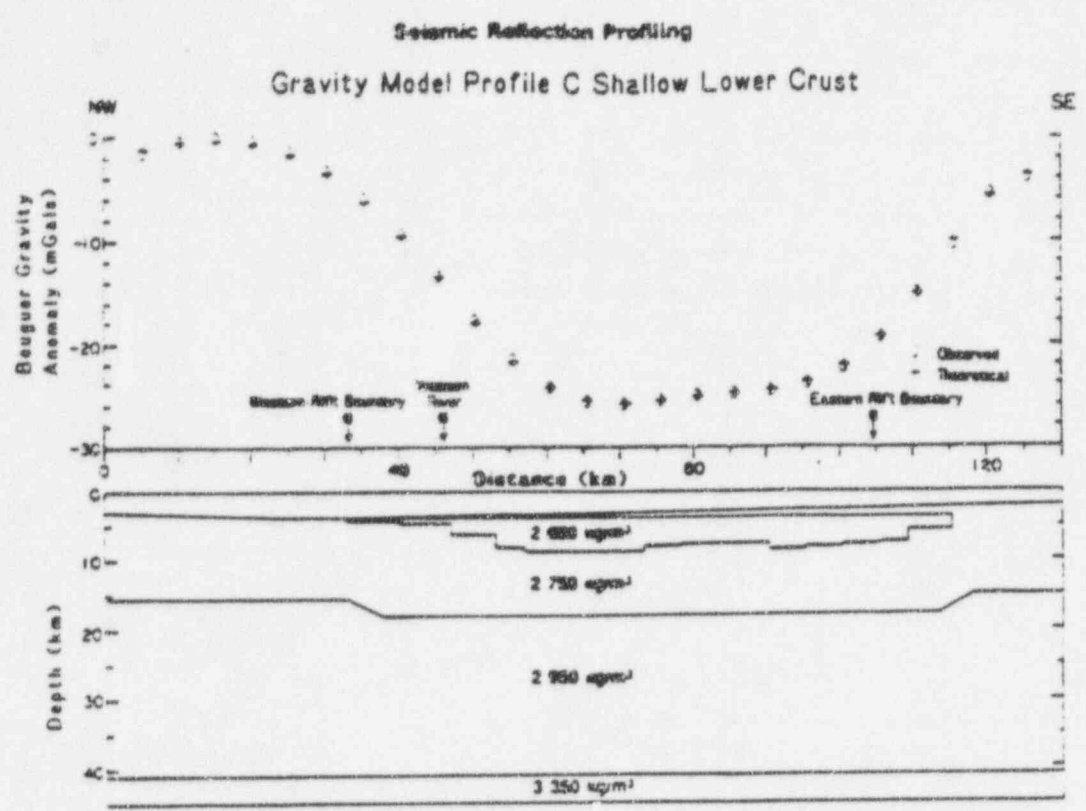 Seismic Reflection Profiling
Gravity Model Profile C Shallow Lower Crust
NW
SE
Bouguer Gravity
Anomaly (mGals)
-10
-20
-30
Observed
Theoretical
Western Rift Boundary
River
Eastern Rift Boundary
0
40
80
120
Distance (km)
0
10
20
30
40
Depth (km)
2 650 kg/m³
2 750 kg/m³
2 950 kg/m³
3 350 kg/m³